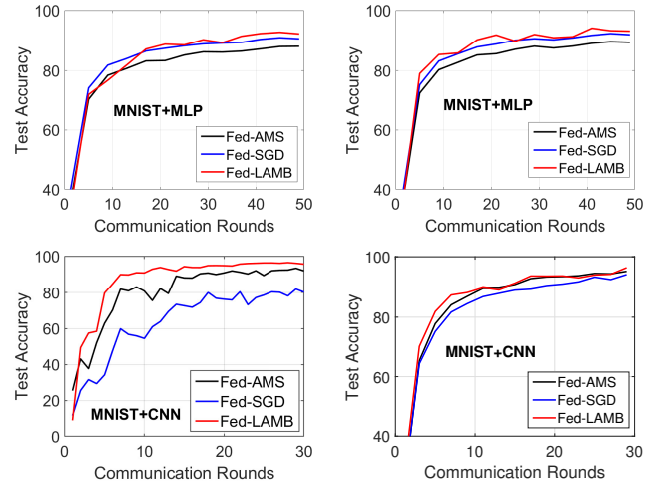 100
80
60
40
Test Accuracy
MNIST+MLP
Fed-AMS
Fed-SGD
Fed-LAMB
0 10 20 30 40 50
Communication Rounds
100
80
60
40
Test Accuracy
MNIST+MLP
Fed-AMS
Fed-SGD
Fed-LAMB
0 10 20 30 40 50
Communication Rounds
100
80
60
40
20
0
Test Accuracy
MNIST+CNN
Fed-AMS
Fed-SGD
Fed-LAMB
0 10 20 30
Communication Rounds
100
80
60
40
Test Accuracy
MNIST+CNN
Fed-AMS
Fed-SGD
Fed-LAMB
0 10 20 30
Communication Rounds